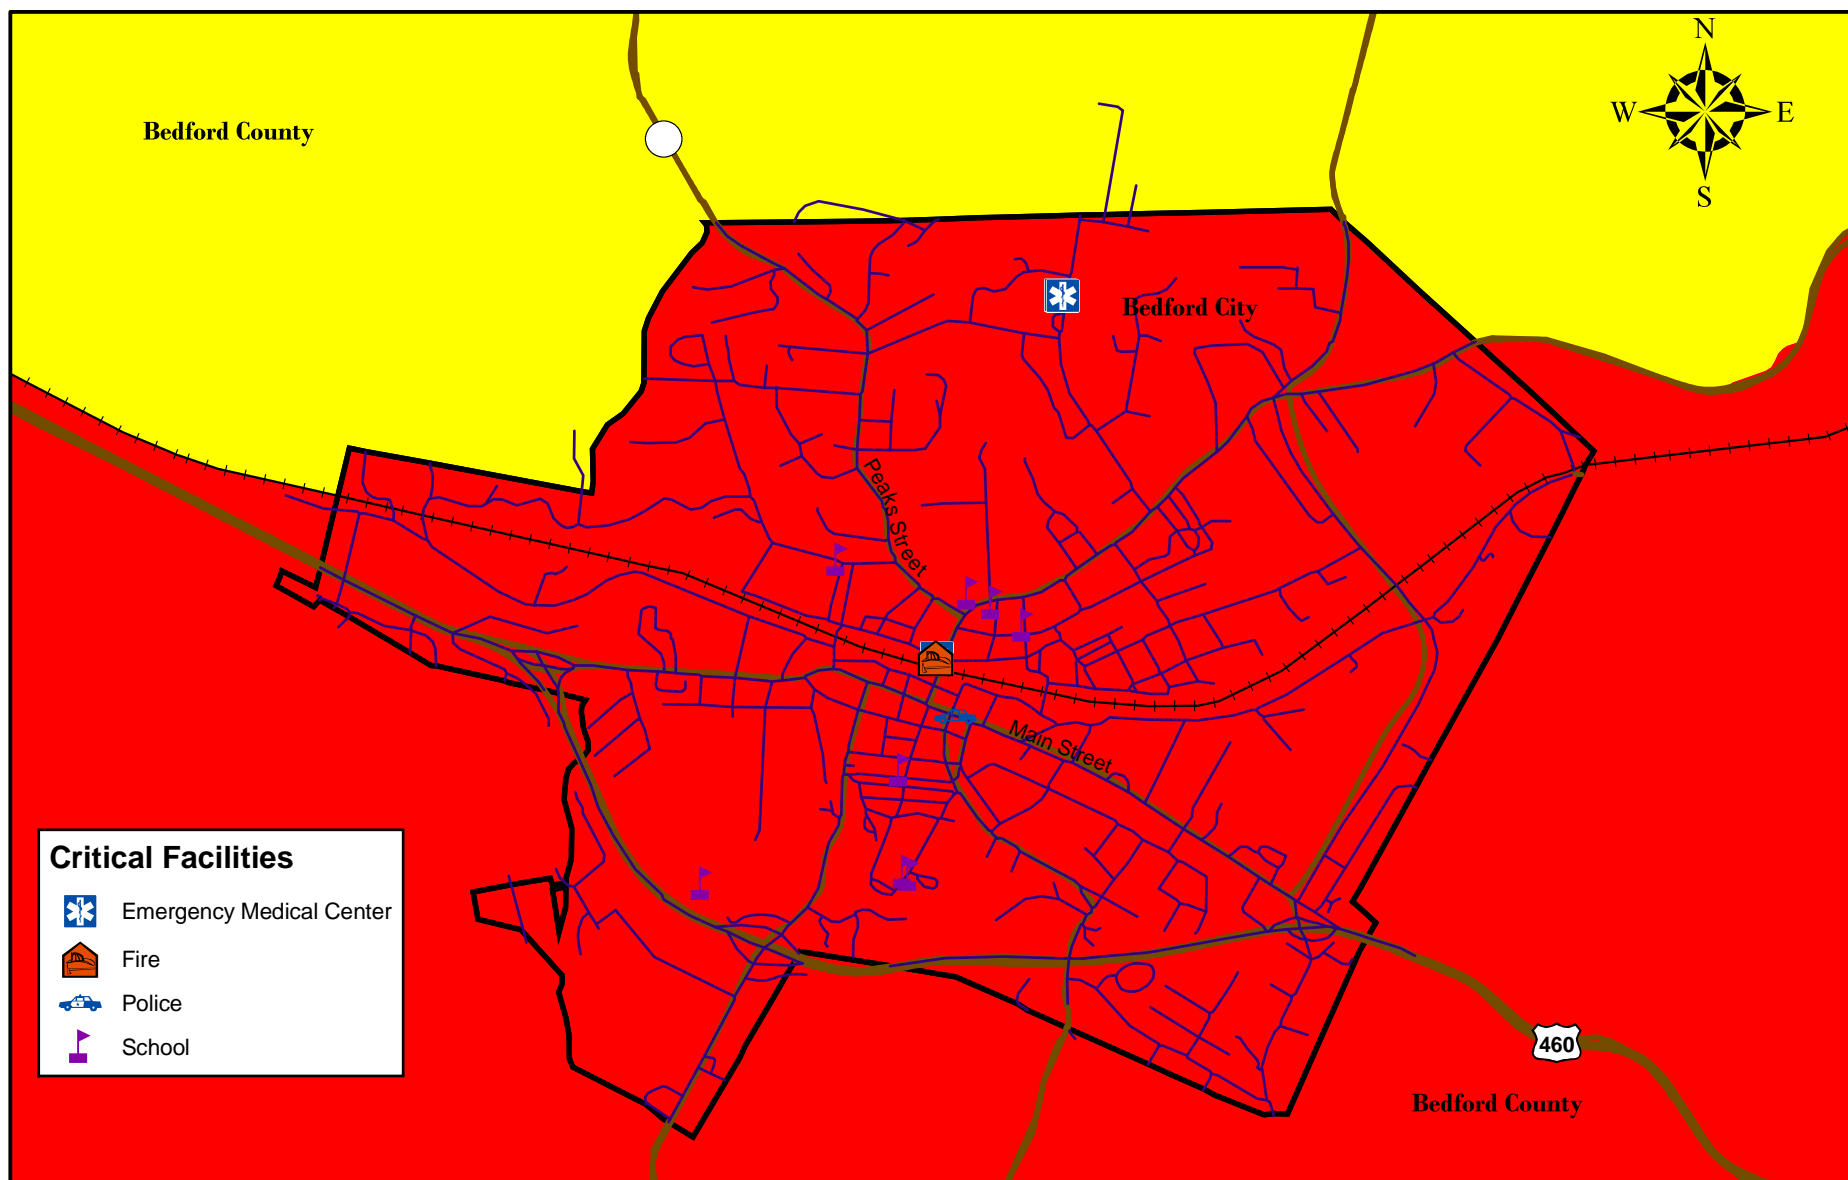 N
W E
S
Bedford County
Bedford City
Peaks Street
Main Street
Critical Facilities
Emergency Medical Center
Fire
Police
School
460
Bedford County